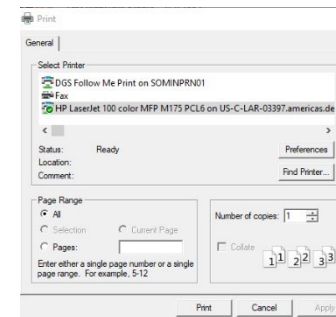 Print
General
Select Printer
DGS Follow Me Print on SOMINPRN01
Fax
HP LaserJet 100 color MFP M175 PCL6 on US-C-LAR-03397.americas.de
Status: Ready Preferences
Location:
Comment: Find Printer...
Page Range
All Number of copies: 1
Selection Current Page
Pages: Collate 11 22 33
Enter either a single page number or a single
page range. For example, 5-12
Print Cancel Apply